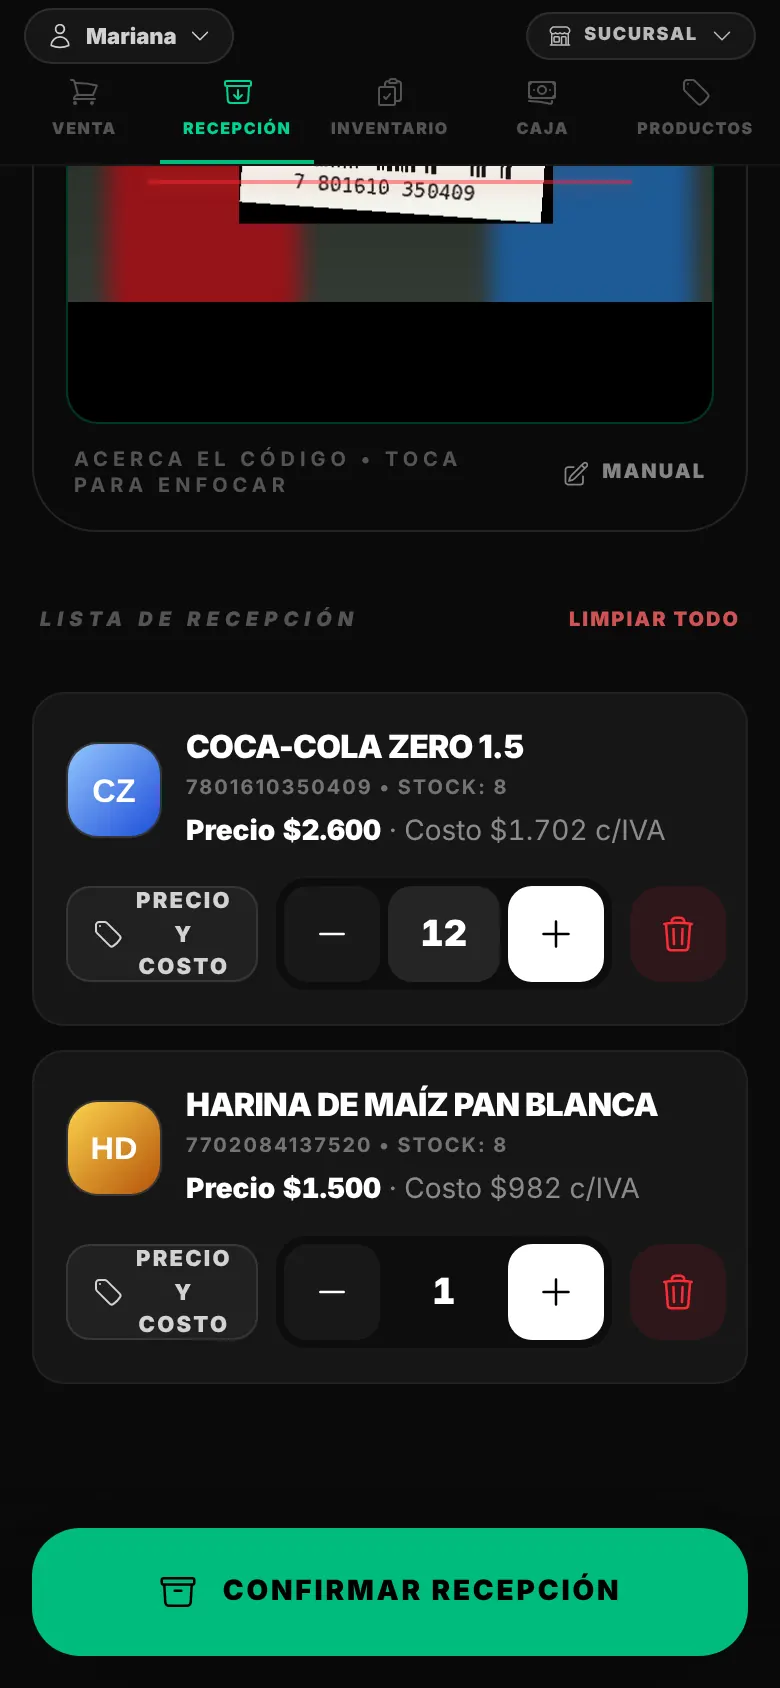 Mariana
SUCURSAL
VENTA
RECEPCIÓN
INVENTARIO
CAJA
PRODUCTOS
7 801610 350409
ACERCA EL CÓDIGO • TOCA
PARA ENFOCAR
MANUAL
LISTA DE RECEPCIÓN
LIMPIAR TODO
CZ
COCA-COLA ZERO 1.5
7801610350409 • STOCK: 8
Precio $2.600 · Costo $1.702 c/IVA
PRECIO
Y
COSTO
12
HARINA DE MAÍZ PAN BLANCA
HD
7702084137520 • STOCK: 8
Precio $1.500 · Costo $982 c/IVA
PRECIO
Y
COSTO
1
CONFIRMAR RECEPCIÓN